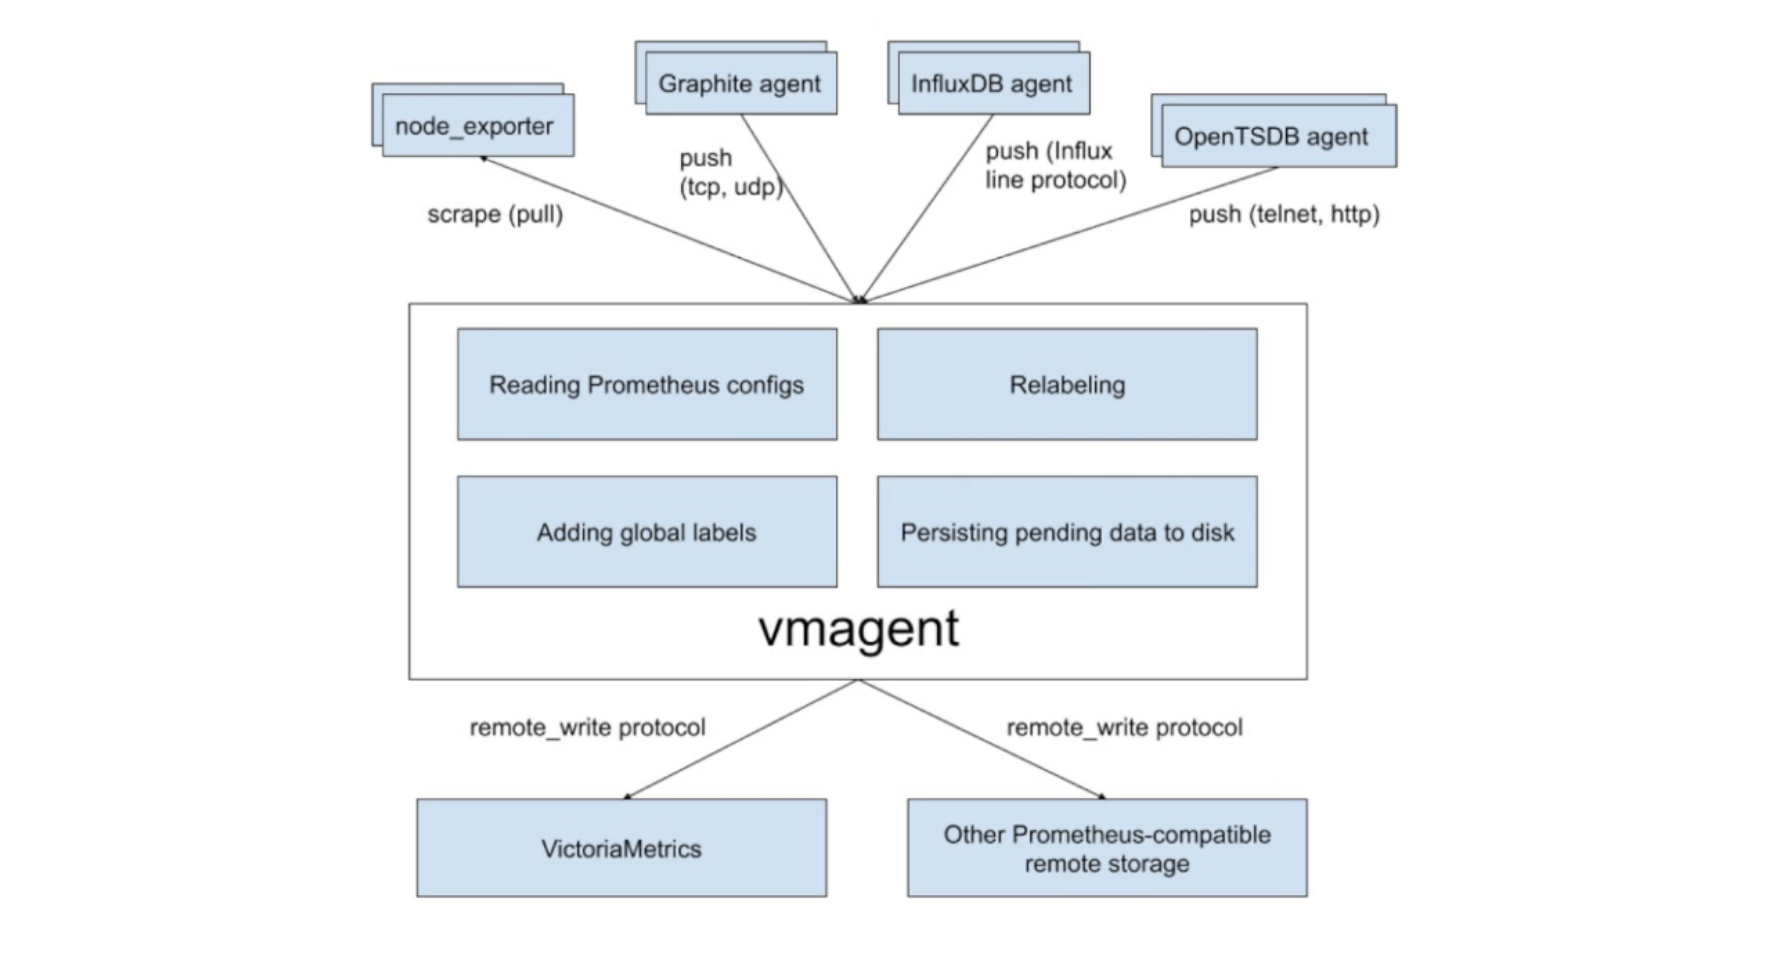 Graphite agent
InfluxDB agent
node_exporter
OpenTSDB agent
push
(tcp, udp)
push (Influx
line protocol)
scrape (pull)
push (telnet, http)
Reading Prometheus configs
Relabeling
Adding global labels
Persisting pending data to disk
vmagent
remote_write protocol
remote_write protocol
VictoriaMetrics
Other Prometheus-compatible
remote storage